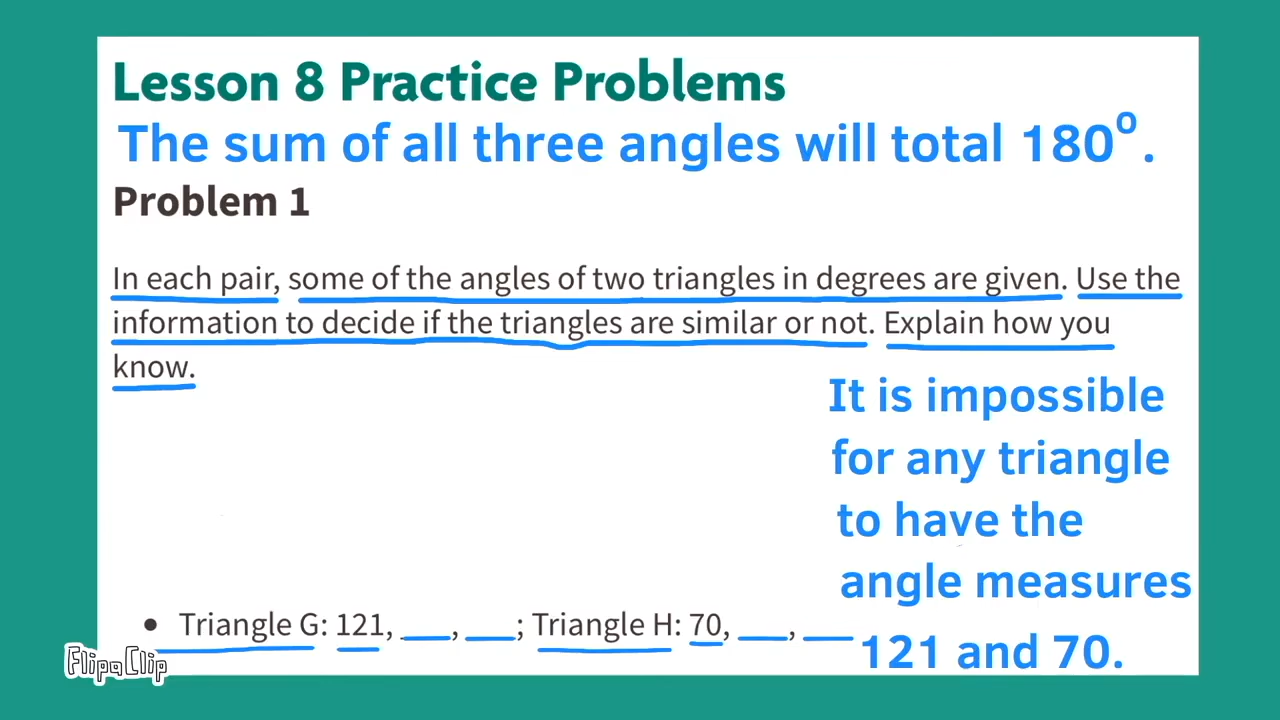 Lesson 8 Practice Problems
The sum of all three angles will total 180°.
Problem 1
In each pair, some of the angles of two triangles in degrees are given. Use the
information to decide if the triangles are similar or not. Explain how you
know.
It is impossible
for any triangle
to have the
angle measures
121 and 70.
• Triangle G: 121, ___, ___; Triangle H: 70, ___, ___
FlipaClip